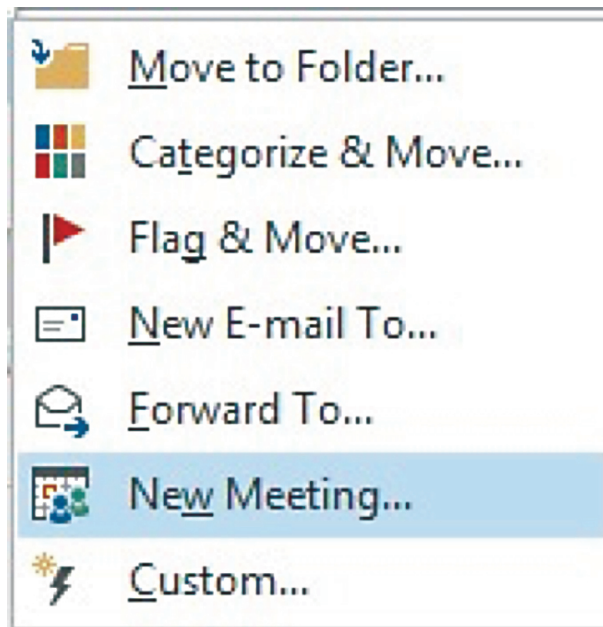 Move to Folder...
Categorize & Move...
Flag & Move...
New E-mail To...
Forward To...
New Meeting...
Custom...